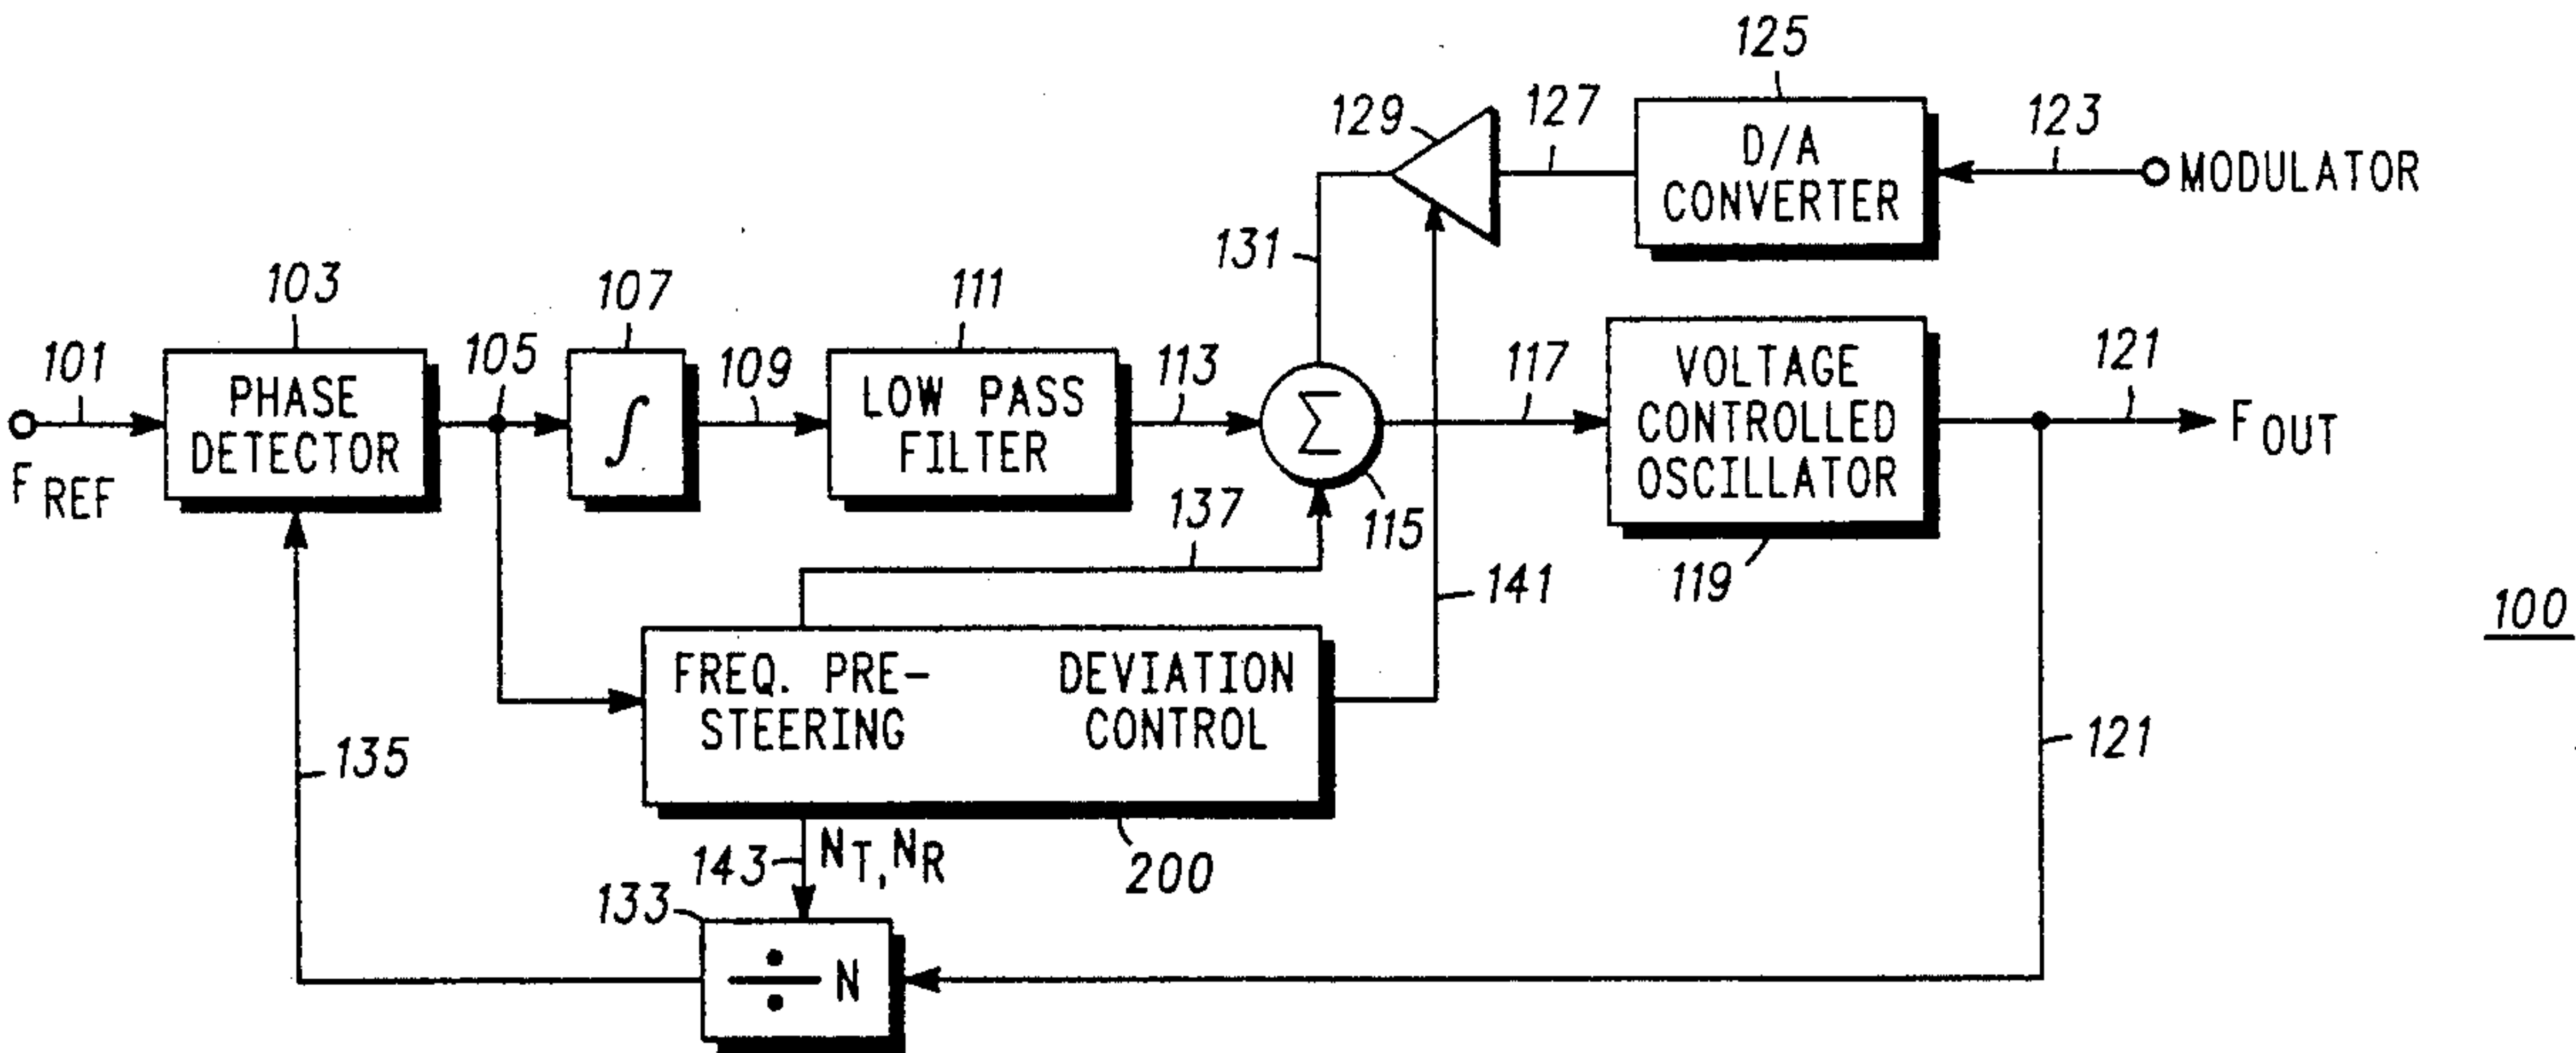 125
D/A
CONVERTER
123
MODULATOR
127
129
131
103
PHASE
DETECTOR
101
F REF
105
107
∫
109
111
LOW PASS
FILTER
113
Σ
115
117
VOLTAGE
CONTROLLED
OSCILLATOR
119
121
F OUT
137
141
100
FREQ. PRE-
STEERING
DEVIATION
CONTROL
200
135
121
143
N T, N R
133
÷ N